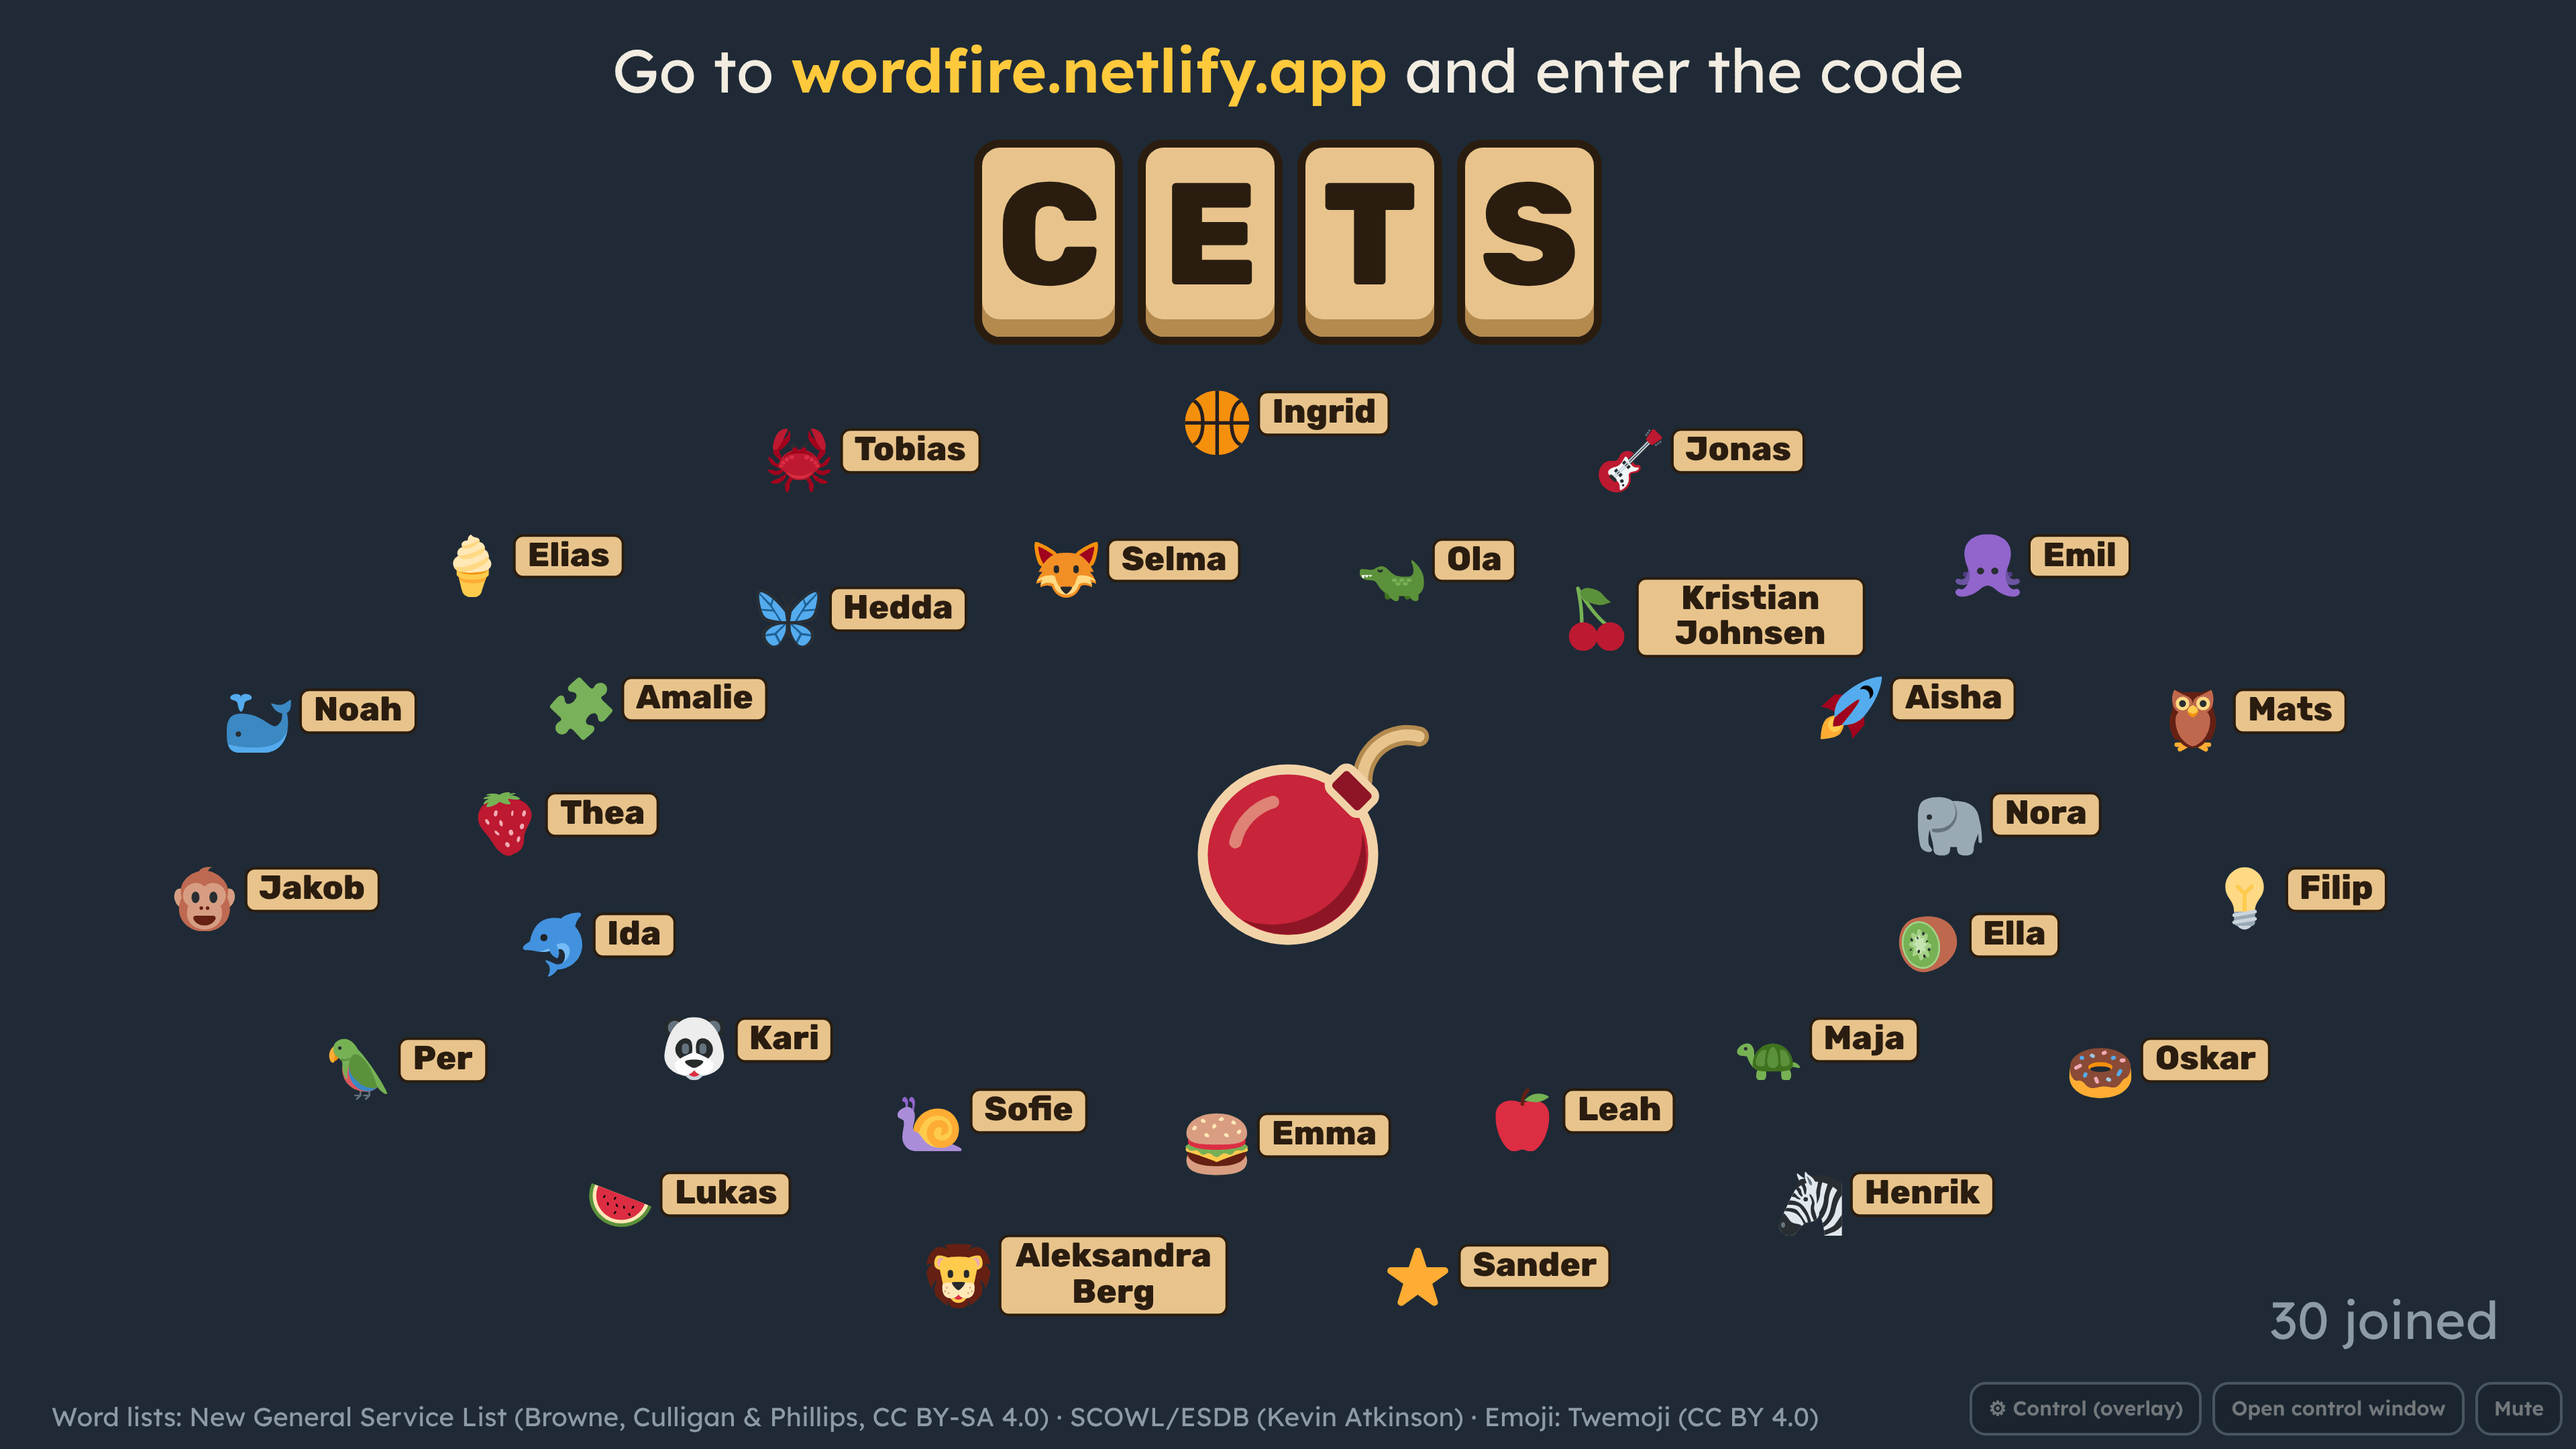 Go to wordfire.netlify.app and enter the code
CETS
Ingrid
Tobias
Jonas
Elias
Selma
Ola
Emil
Hedda
Kristian
Johnsen
Noah
Amalie
Aisha
Mats
Thea
Nora
Jakob
Filip
Ida
Ella
Per
Kari
Maja
Oskar
Sofie
Emma
Leah
Lukas
Henrik
Aleksandra
Berg
Sander
30 joined
Word lists: New General Service List (Browne, Culligan & Phillips, CC BY-SA 4.0) · SCOWL/ESDB (Kevin Atkinson) · Emoji: Twemoji (CC BY 4.0)
⚙ Control (overlay)
Open control window
Mute